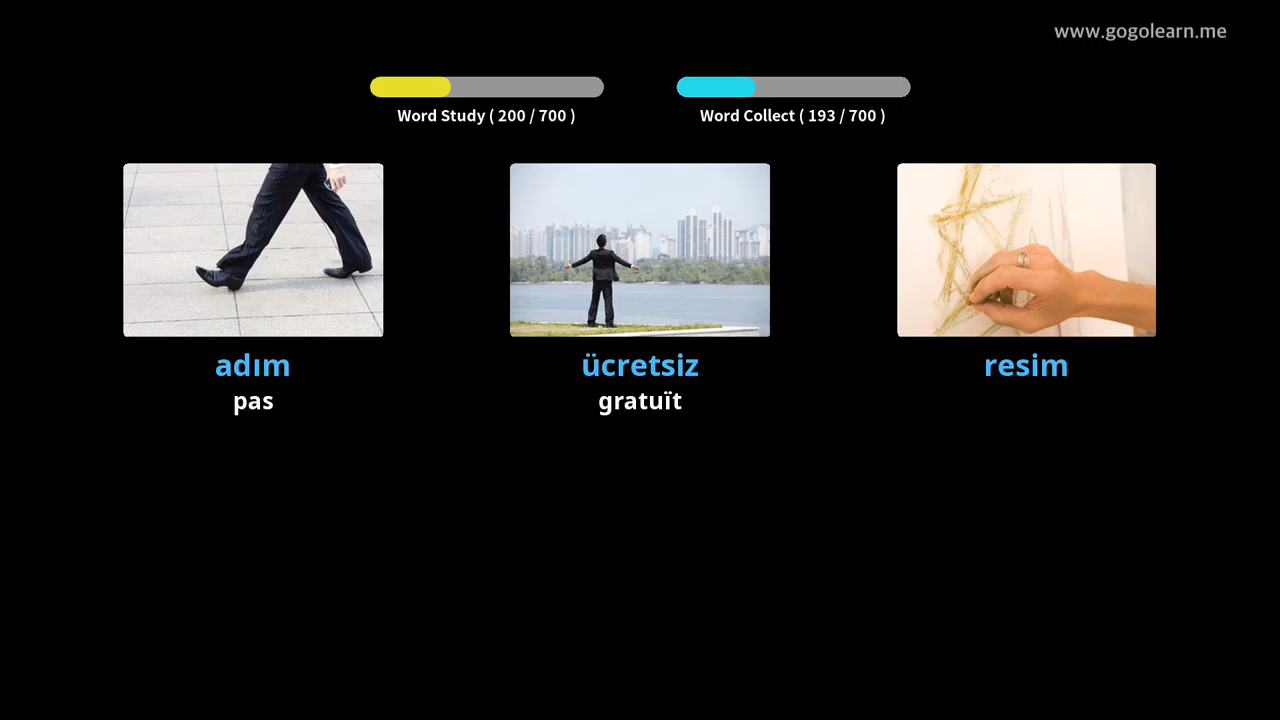 www.gogolearn.me
Word Study ( 200 / 700 )
Word Collect ( 193 / 700 )
adım
pas
ücretsiz
gratuït
resim